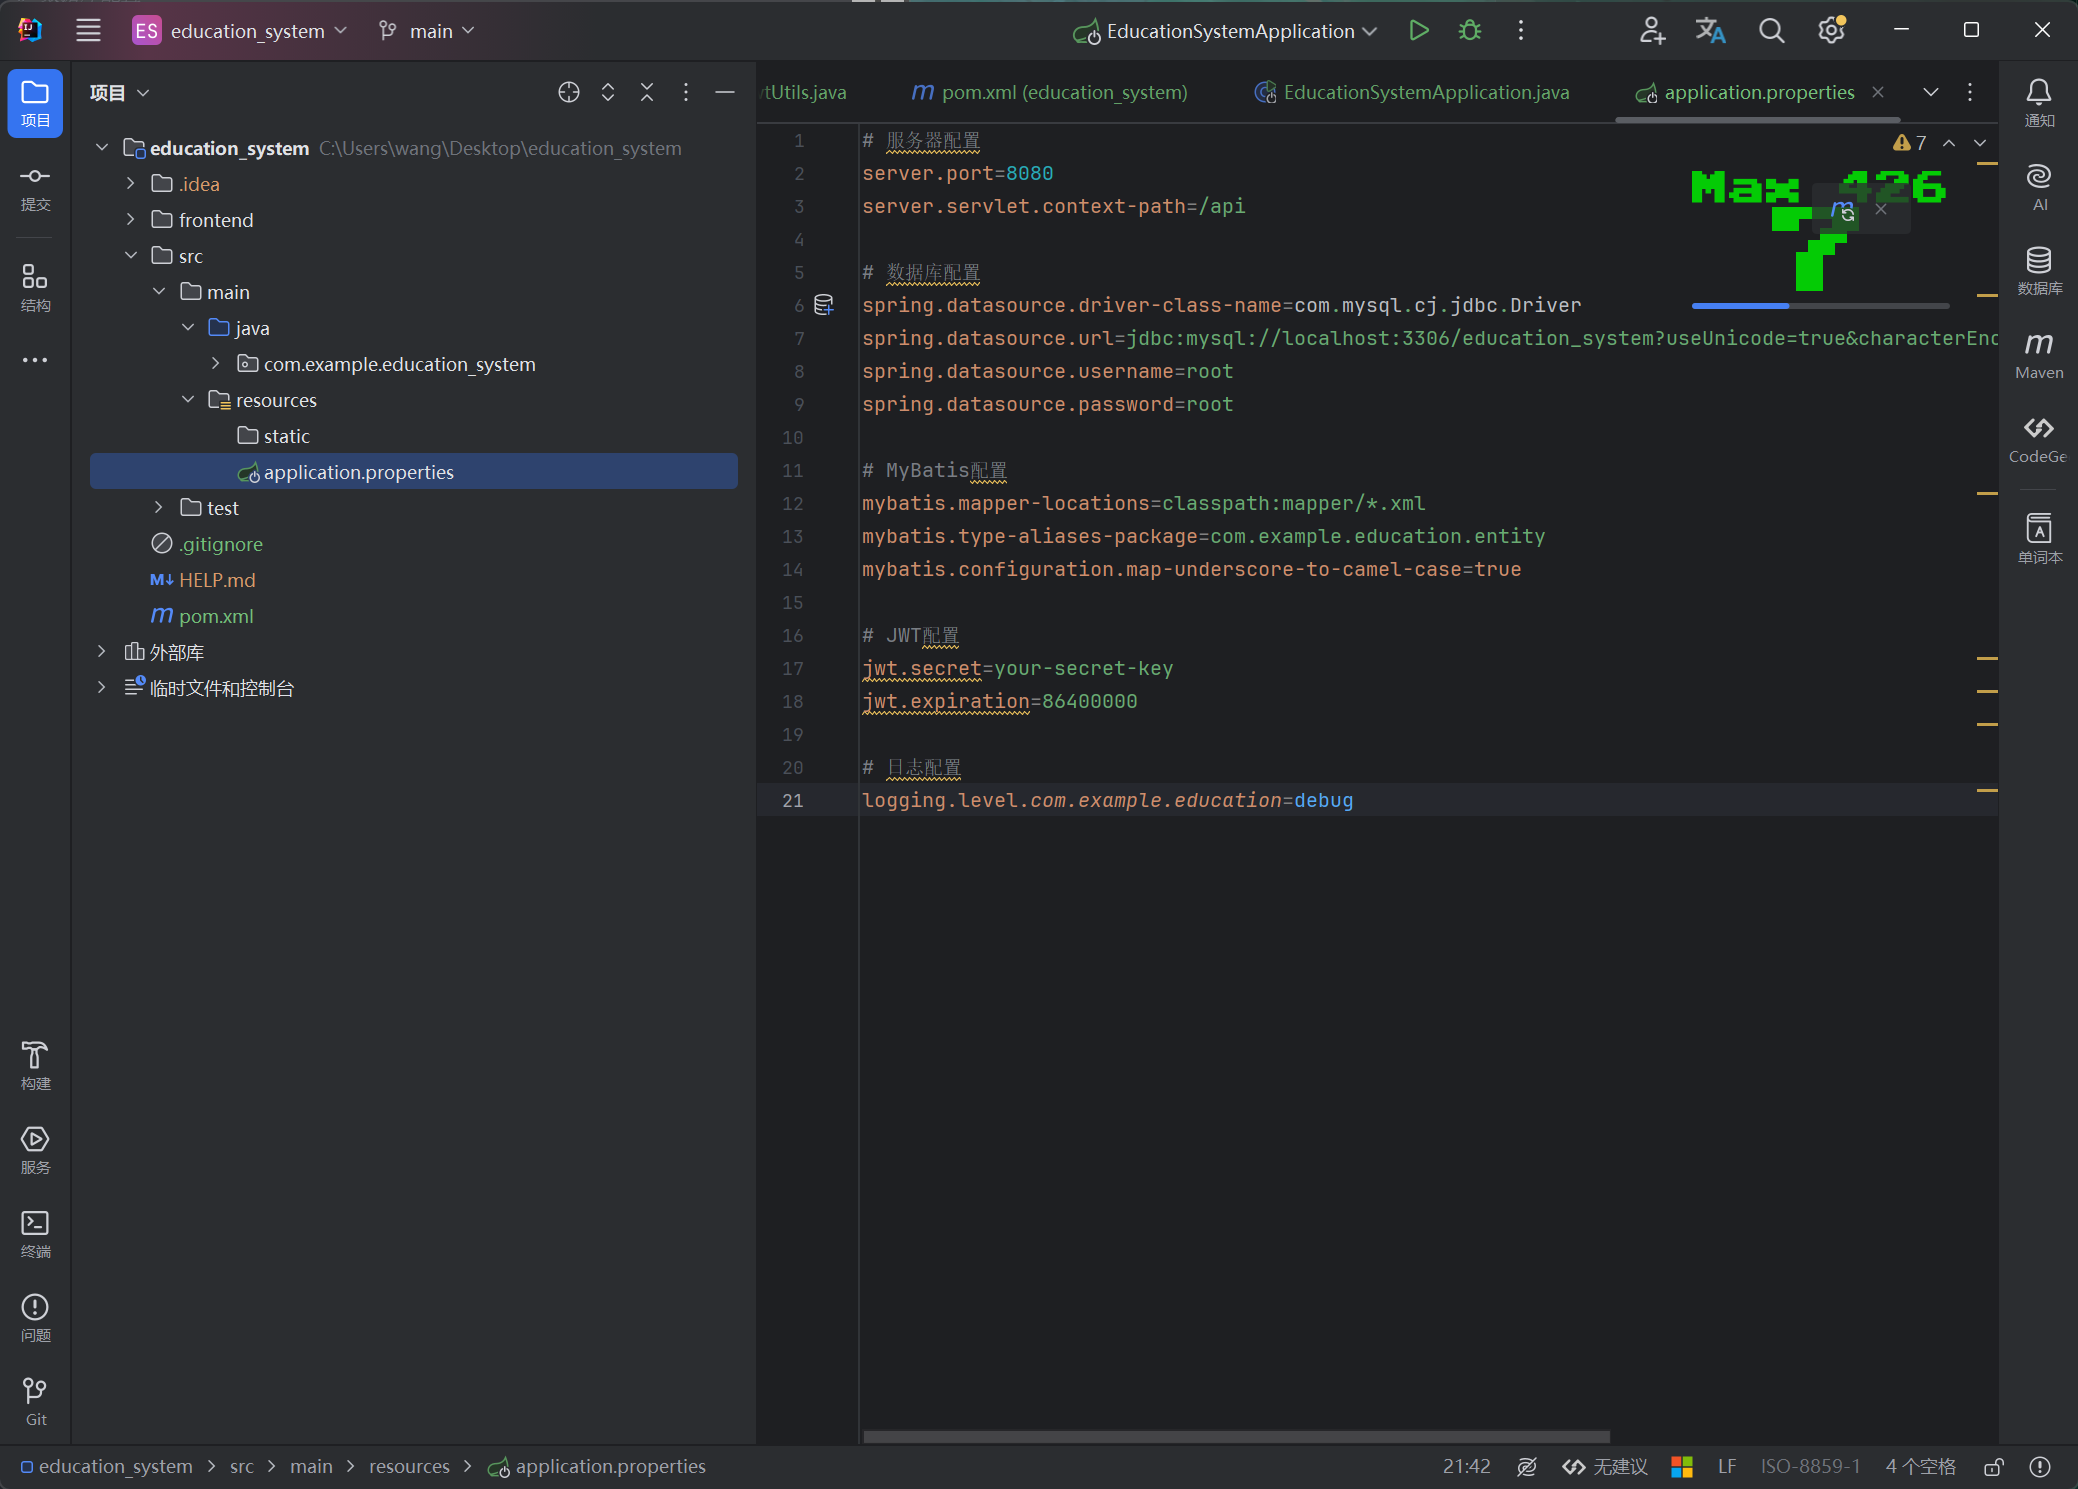 ES education_system main EducationSystemApplication
项目
项目
提交
结构
education_system C:\Users\wang\Desktop\education_system
.idea
frontend
src
main
java
com.example.education_system
resources
static
application.properties
test
.gitignore
M↓ HELP.md
m pom.xml
外部库
临时文件和控制台
构建
服务
终端
问题
Git
tUtils.java
m pom.xml (education_system)
EducationSystemApplication.java
application.properties
7
Max 426
1 # 服务器配置
2 server.port=8080
3 server.servlet.context-path=/api
4
5 # 数据库配置
6 spring.datasource.driver-class-name=com.mysql.cj.jdbc.Driver
7 spring.datasource.url=jdbc:mysql://localhost:3306/education_system?useUnicode=true&characterEnc
8 spring.datasource.username=root
9 spring.datasource.password=root
10
11 # MyBatis配置
12 mybatis.mapper-locations=classpath:mapper/*.xml
13 mybatis.type-aliases-package=com.example.education.entity
14 mybatis.configuration.map-underscore-to-camel-case=true
15
16 # JWT配置
17 jwt.secret=your-secret-key
18 jwt.expiration=86400000
19
20 # 日志配置
21 logging.level.com.example.education=debug
通知
AI
数据库
m
Maven
CodeGe
单词本
education_system > src > main > resources > application.properties
21:42 无建议 LF ISO-8859-1 4 个空格